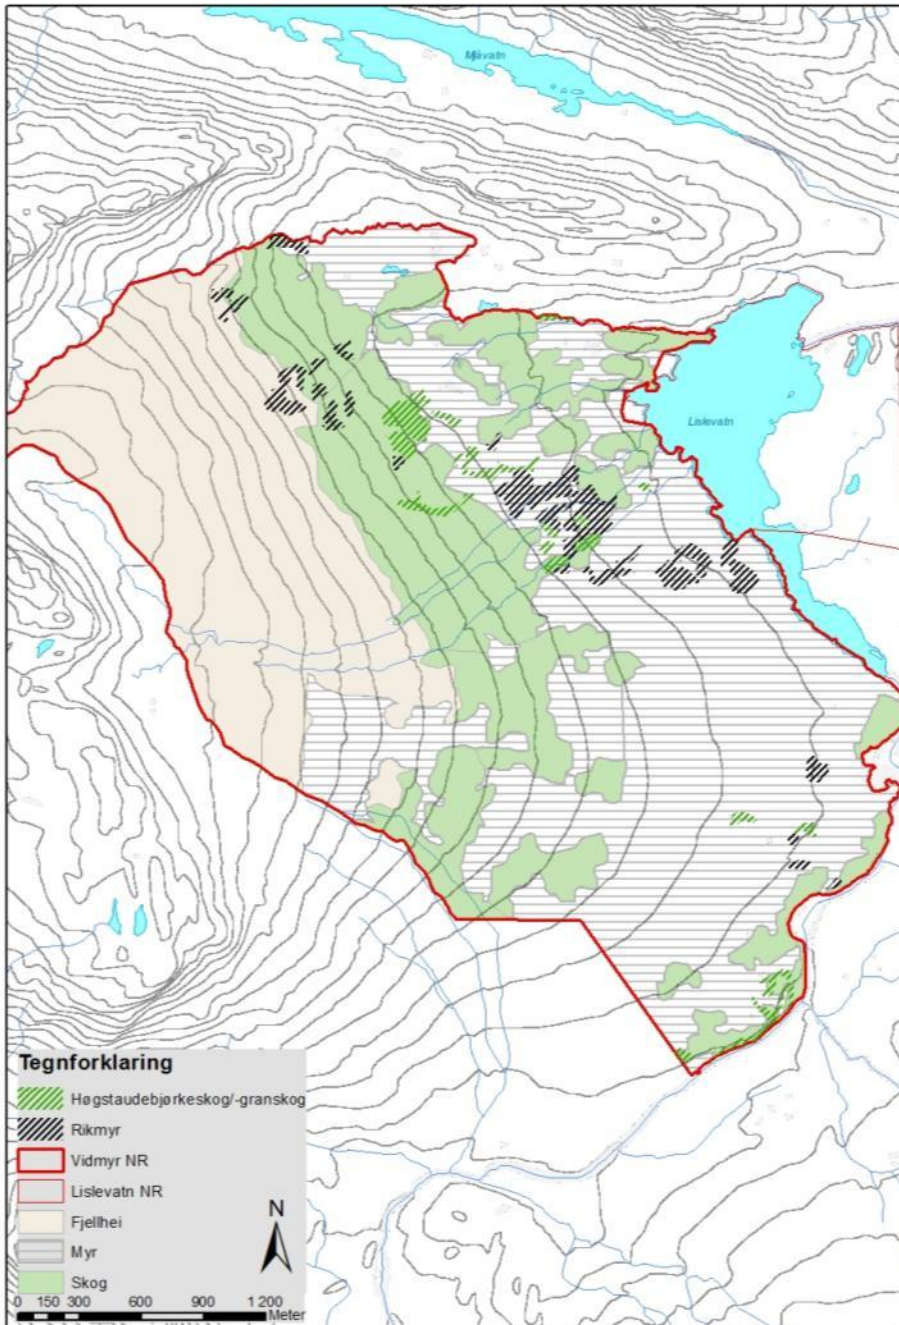 Mjåvatn
Lislevatn
Tegnforklaring
Høgstaudebjørkeskog/-granskog
Rikmyr
Vidmyr NR
Lislevatn NR
Fjellhei
Myr
Skog
N
0 150 300 600 900 1 200
Meter